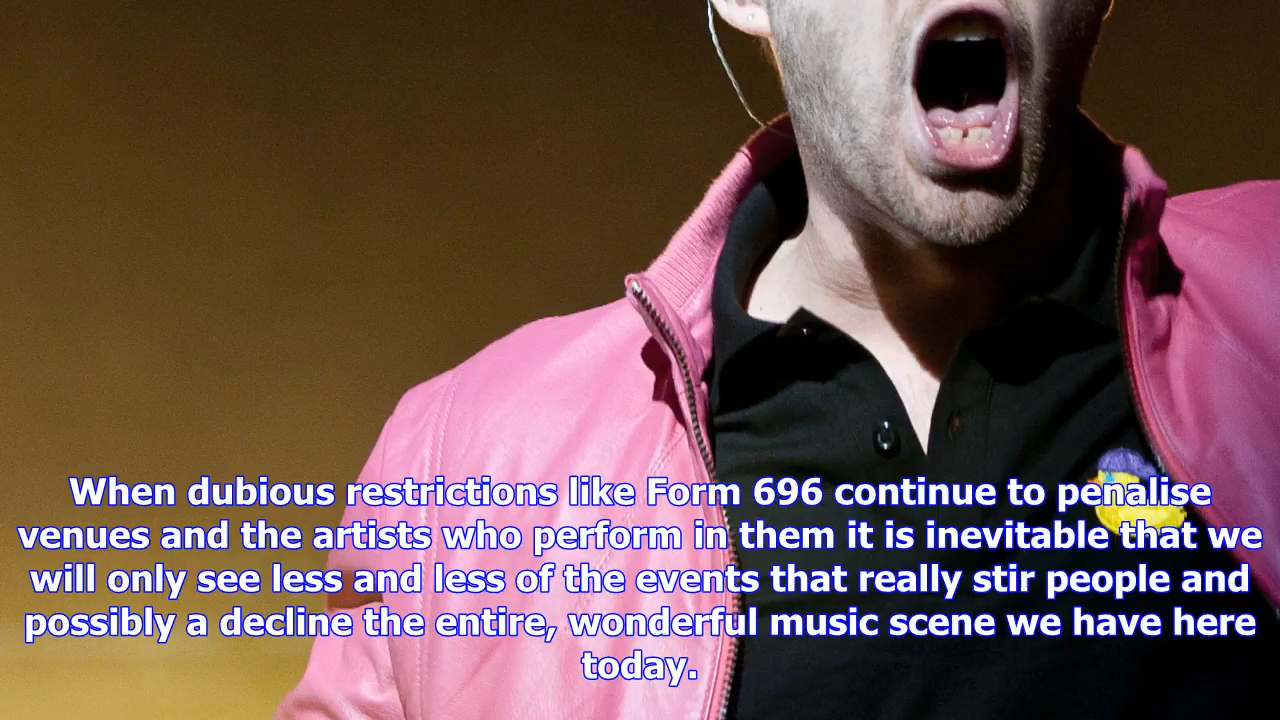 When dubious restrictions like Form 696 continue to penalise
venues and the artists who perform in them it is inevitable that we
will only see less and less of the events that really stir people and
possibly a decline the entire, wonderful music scene we have here
today.